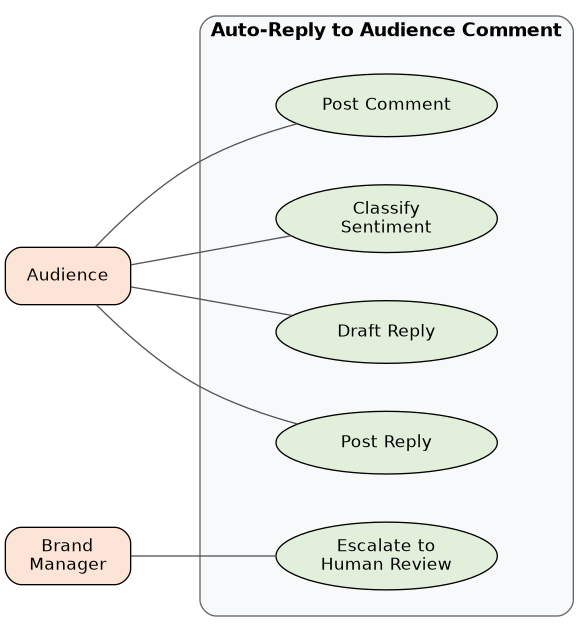 Auto-Reply to Audience Comment
Post Comment
Classify
Sentiment
Audience
Draft Reply
Post Reply
Brand
Manager
Escalate to
Human Review